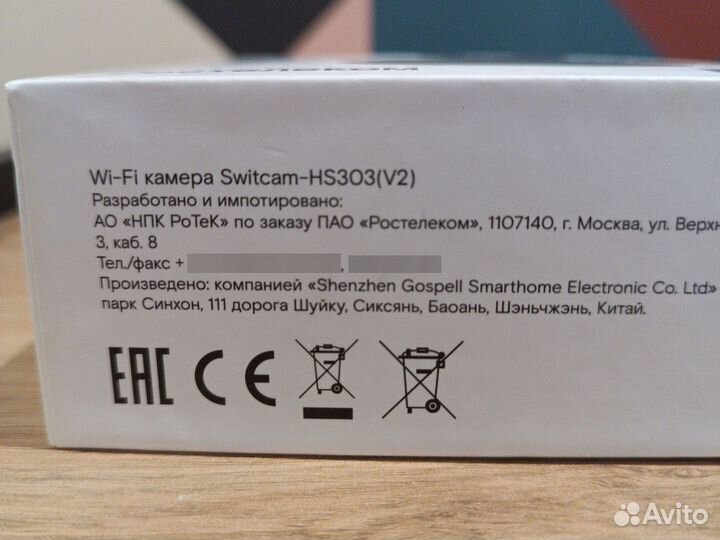 Wi-Fi камера Switcam-HS303(V2)
Разработано и импотировано:
АО «НПК РоТеК» по заказу ПАО «Ростелеком», 1107140, г. Москва, ул.
3, каб. 8
Тел./факс +
Произведено: компанией «Shenzhen Gospell Smarthome Electronic Co. Ltd»
парк Синхон, 111 дорога Шуйку, Сиксянь, Баоань, Шэньчжэнь, Китай.
EAC CE
Avito